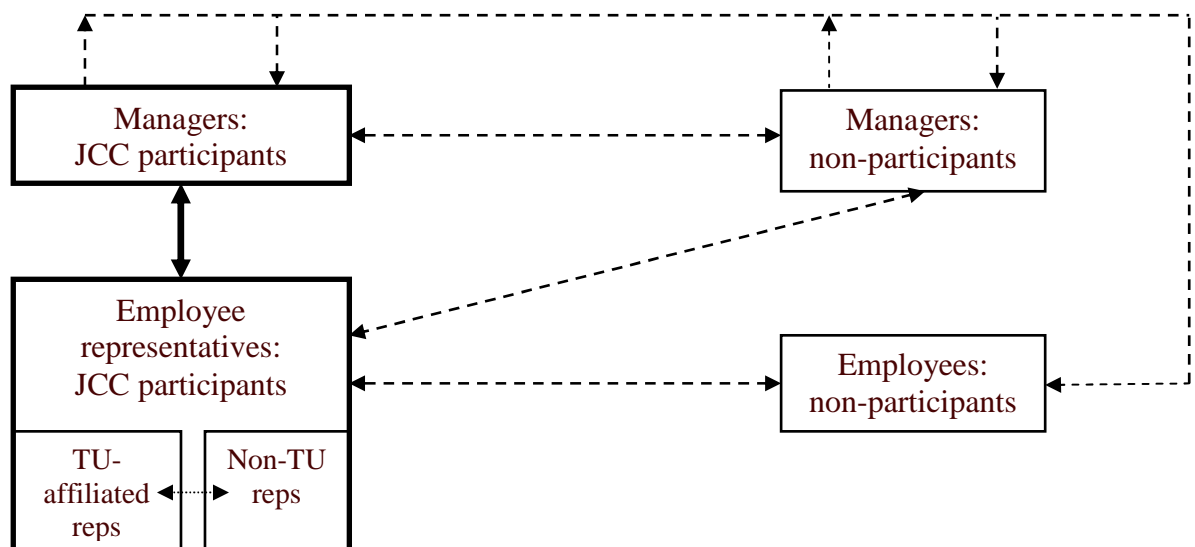 Managers:
JCC participants
Managers:
non-participants
Employee
representatives:
JCC participants
Employees:
non-participants
TU-
affiliated
reps
Non-TU
reps